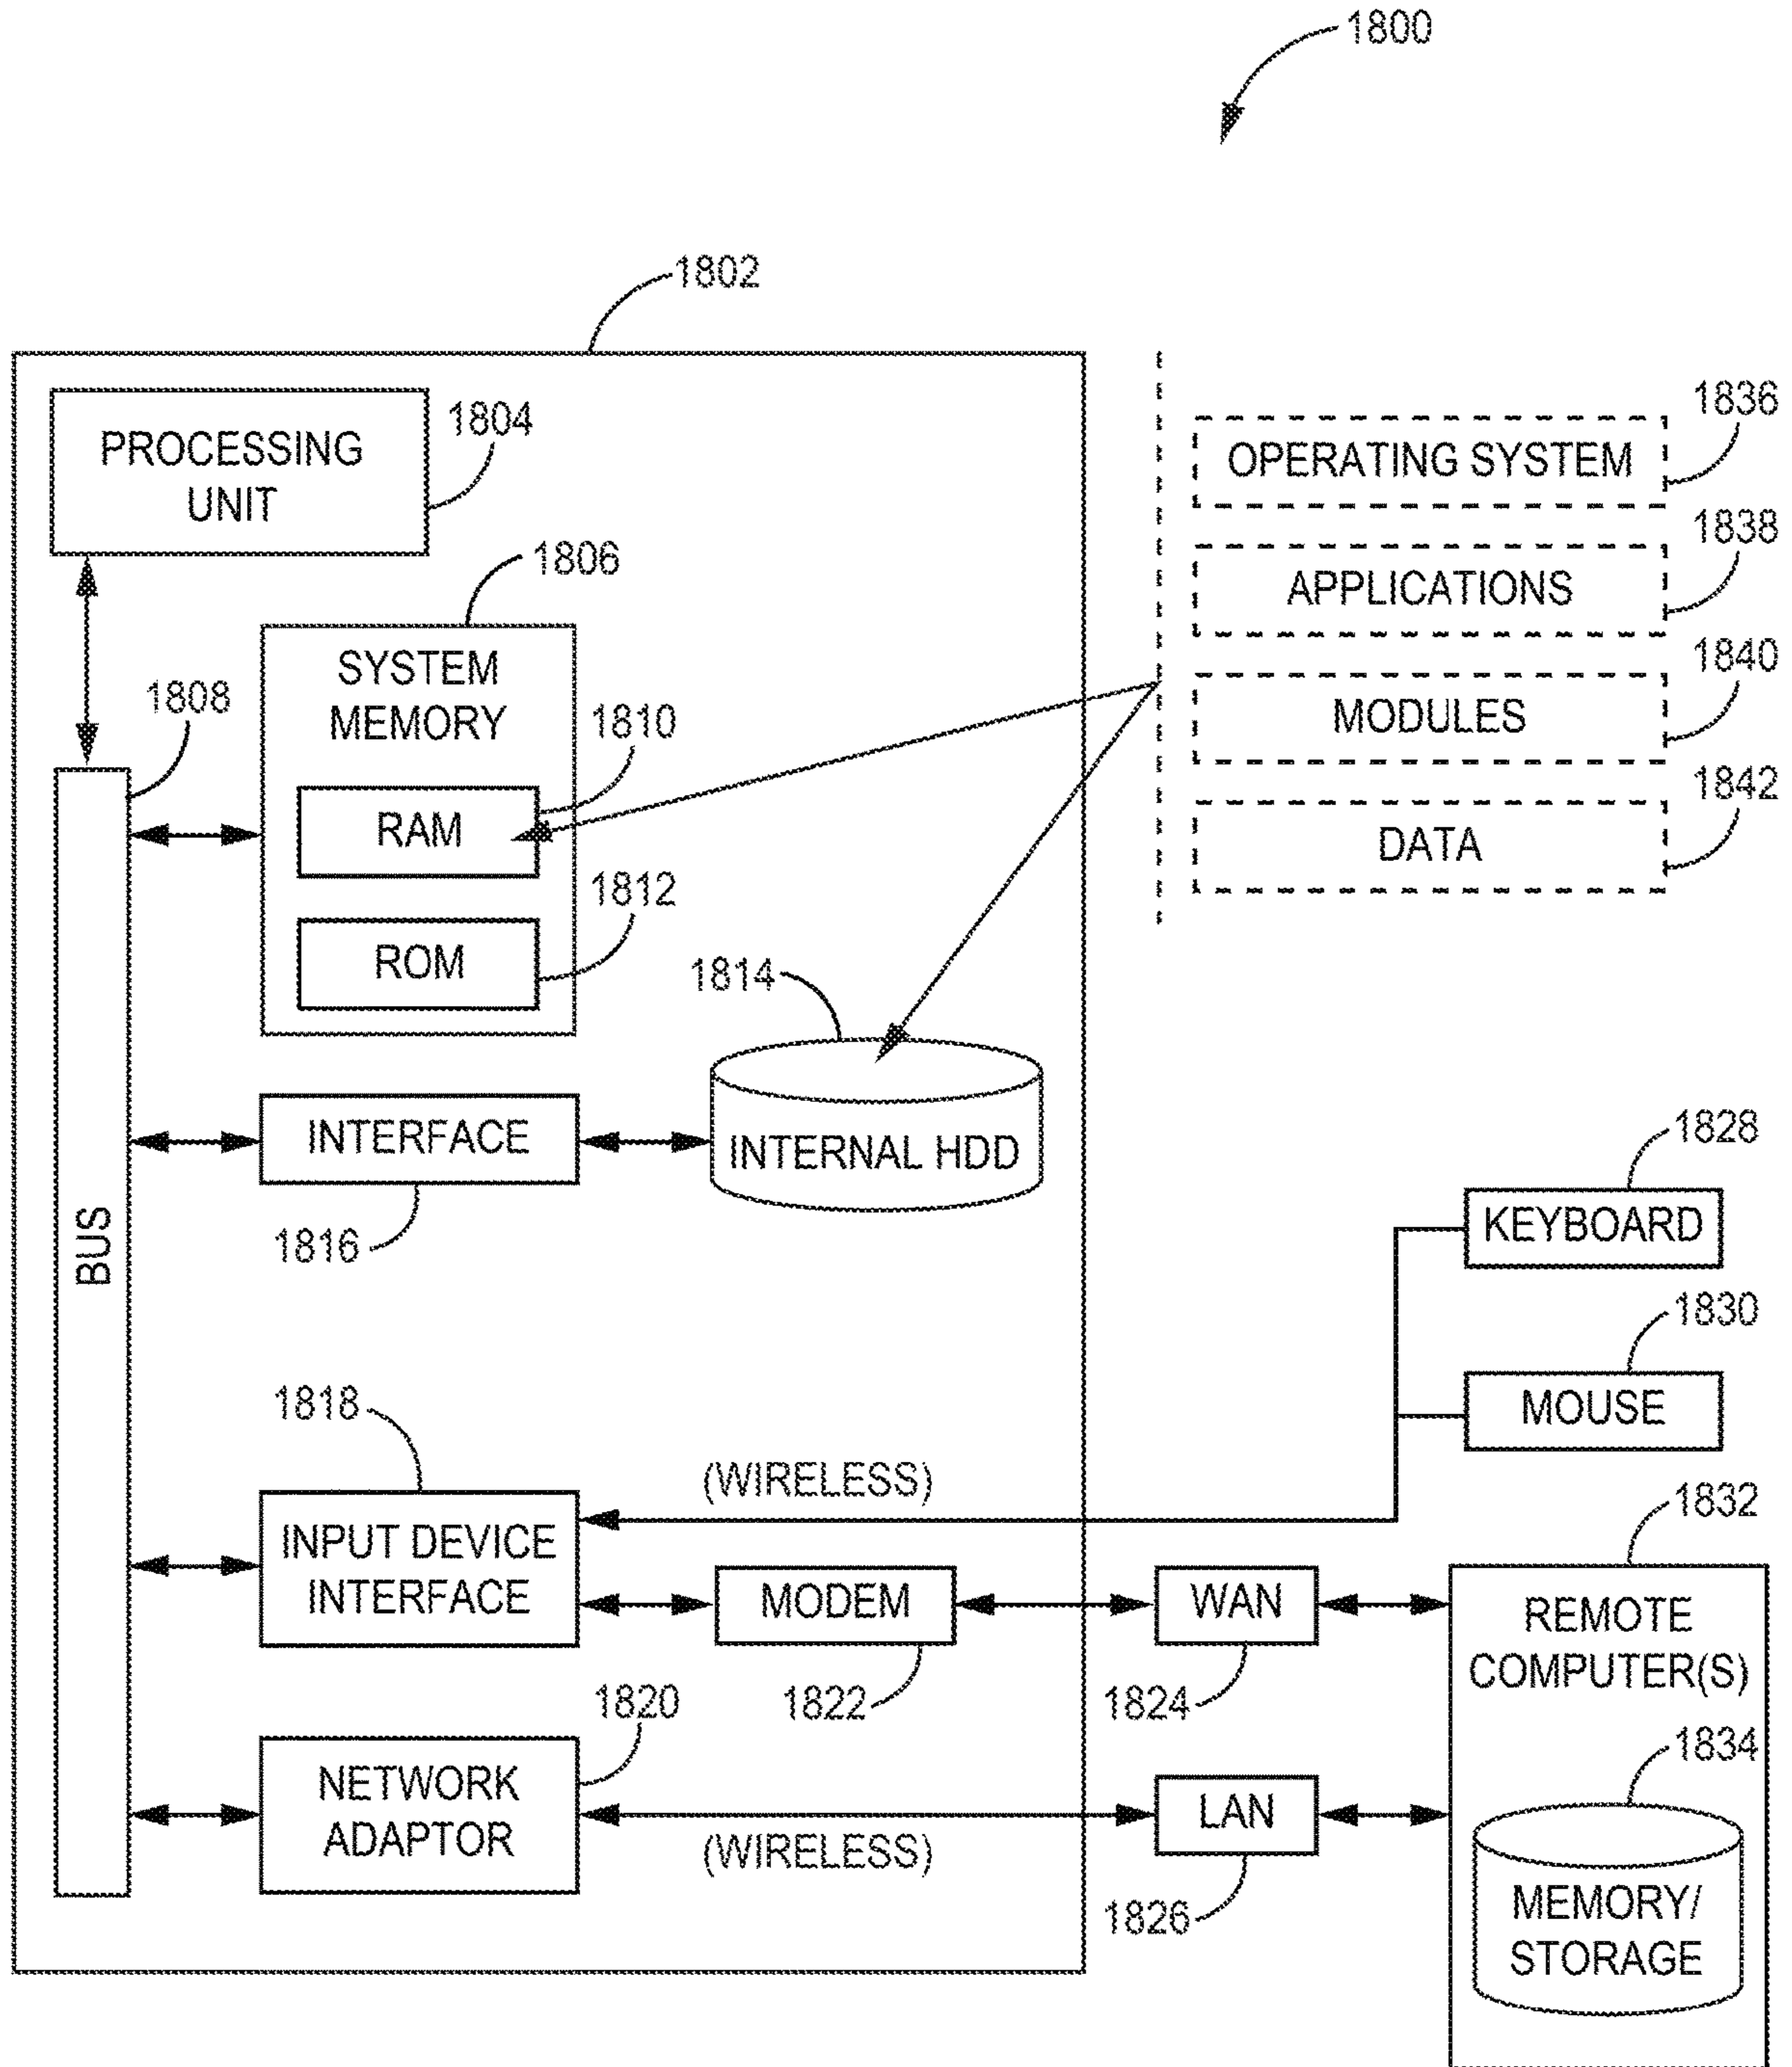 1800
1802
PROCESSING
UNIT
1804
1836
OPERATING SYSTEM
1838
APPLICATIONS
1840
MODULES
1842
DATA
1806
SYSTEM
MEMORY
1808
1810
RAM
1812
ROM
1814
INTERNAL HDD
INTERFACE
1816
BUS
1828
KEYBOARD
1830
MOUSE
1818
(WIRELESS)
INPUT DEVICE
INTERFACE
MODEM
1822
WAN
1824
1832
REMOTE
COMPUTER(S)
1820
NETWORK
ADAPTOR
(WIRELESS)
LAN
1826
1834
MEMORY/
STORAGE